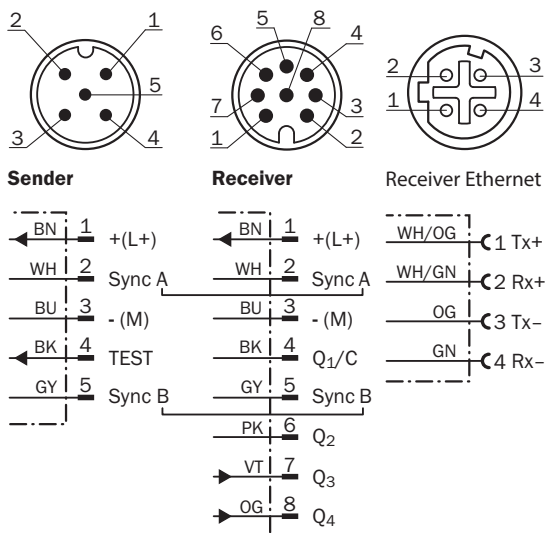 2 1 5 3 4
5 8 6 4 7 3 1 2
2 3 1 4
Sender
BN 1 +(L+)
WH 2 Sync A
BU 3 - (M)
BK 4 TEST
GY 5 Sync B
Receiver
BN 1 +(L+)
WH 2 Sync A
BU 3 - (M)
BK 4 Q1/C
GY 5 Sync B
PK 6 Q2
VT 7 Q3
OG 8 Q4
Receiver Ethernet
WH/OG 1 Tx+
WH/GN 2 Rx+
OG 3 Tx–
GN 4 Rx–